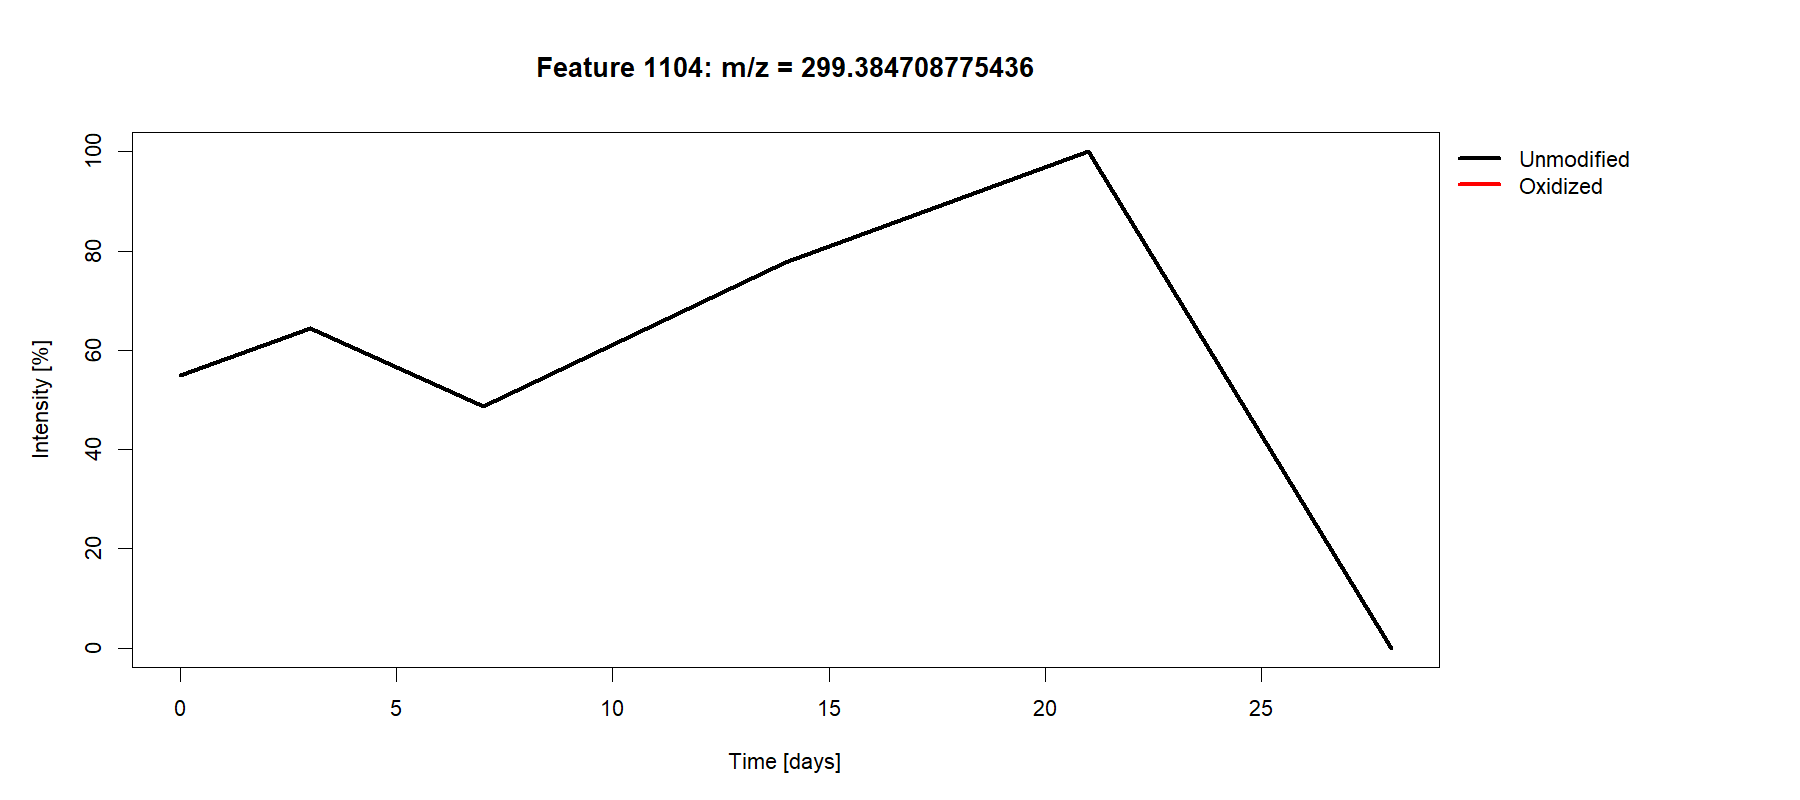 Feature 1104: m/z = 299.384708775436
100
80
60
40
20
0
Intensity [%]
0 5 10 15 20 25
Time [days]
Unmodified
Oxidized